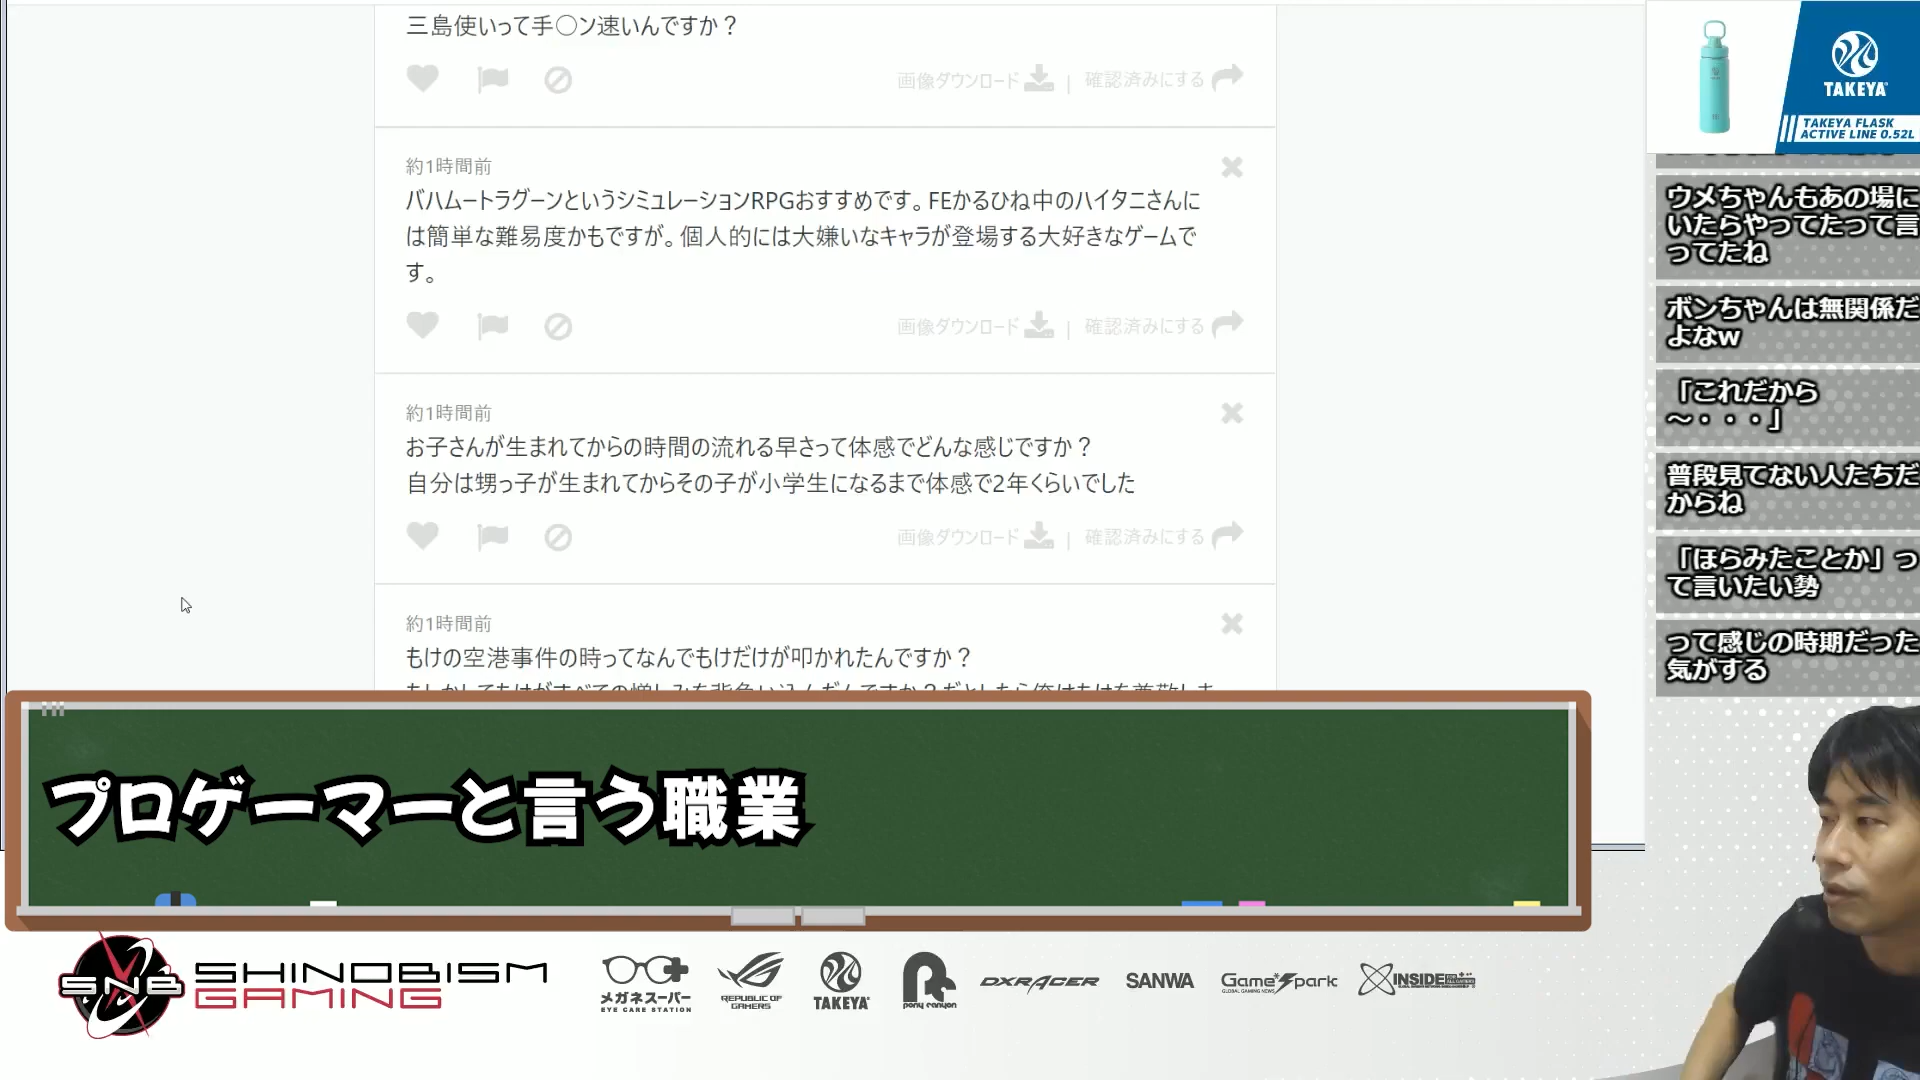 三島使いって手〇ン速いんですか？
画像ダウンロード | 確認済みにする
約1時間前
バハムートラグーンというシミュレーションRPGおすすめです。FEかるひね中のハイタニさんに
は簡単な難易度かもですが。個人的には大嫌いなキャラが登場する大好きなゲームで
す。
画像ダウンロード | 確認済みにする
約1時間前
お子さんが生まれてからの時間の流れる早さって体感でどんな感じですか？
自分は甥っ子が生まれてからその子が小学生になるまで体感で2年くらいでした
画像ダウンロード | 確認済みにする
約1時間前
もけの空港事件の時ってなんでもけだけが叩かれたんですか？
プロゲーマーと言う職業
TAKEYA
TAKEYA FLASK
ACTIVE LINE 0.52L
ウメちゃんもあの場に
いたらやってたって言
ってたね
ボンちゃんは無関係だ
よなw
「これだから
～・・・」
普段見てない人たちだ
からね
「ほらみたことか」っ
て言いたい勢
って感じの時期だった
気がする
SNB
SHINOBISM
GAMING
メガネスーパー
EYE CARE STATION
REPUBLIC OF
GAMERS
TAKEYA
pony canyon
DXRACER
SANWA
Game*Spark
GLOBAL GAMING NEWS
INSIDE